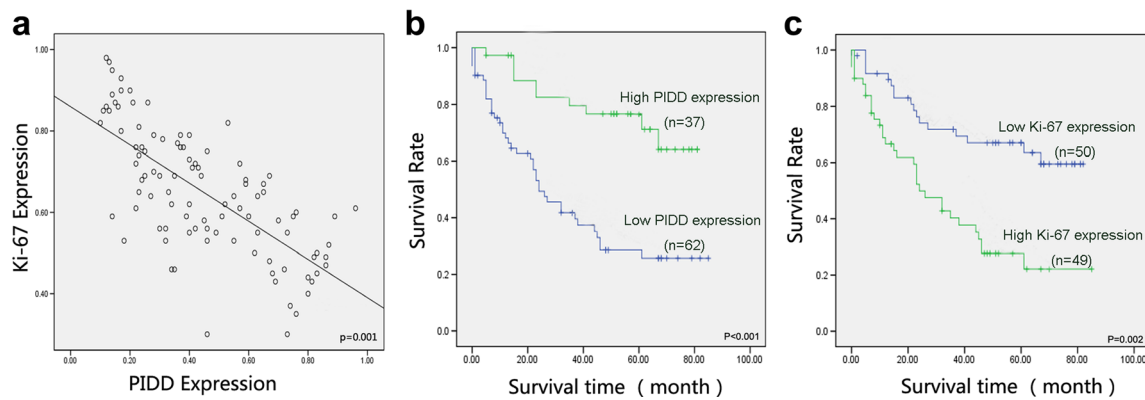 a
Ki-67 Expression
1.00
0.80
0.60
0.40
0.00 0.20 0.40 0.60 0.80 1.00
p=0.001
PIDD Expression
b
Survival Rate
1.0
0.8
0.6
0.4
0.2
0.0
High PIDD expression
(n=37)
Low PIDD expression
(n=62)
P<0.001
0.00 20.00 40.00 60.00 80.00 100.00
Survival time ( month)
c
Survival Rate
1.0
0.8
0.6
0.4
0.2
0.0
Low Ki-67 expression
(n=50)
High Ki-67 expression
(n=49)
P=0.002
0.00 20.00 40.00 60.00 80.00 100.00
Survival time ( month)